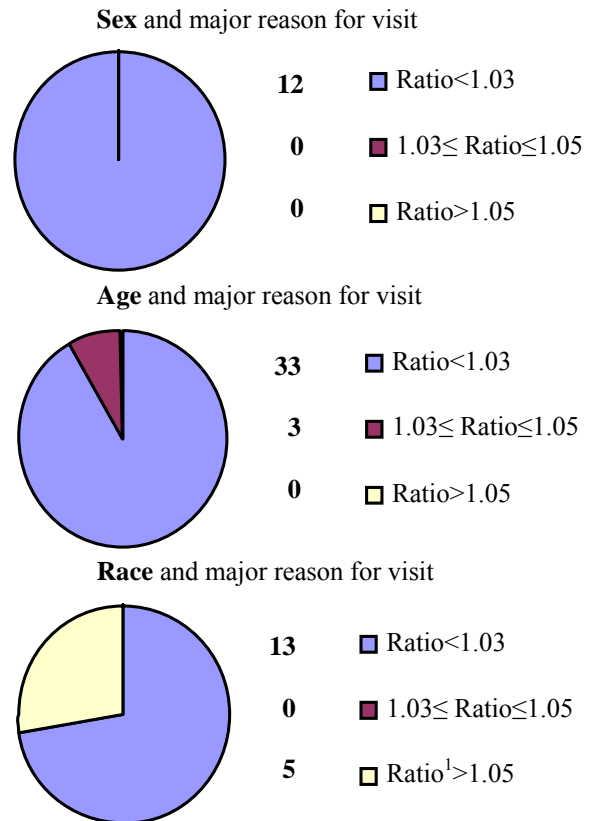 Sex and major reason for visit
12 Ratio<1.03
0 1.03≤ Ratio≤1.05
0 Ratio>1.05
Age and major reason for visit
33 Ratio<1.03
3 1.03≤ Ratio≤1.05
0 Ratio>1.05
Race and major reason for visit
13 Ratio<1.03
0 1.03≤ Ratio≤1.05
5 Ratio¹>1.05